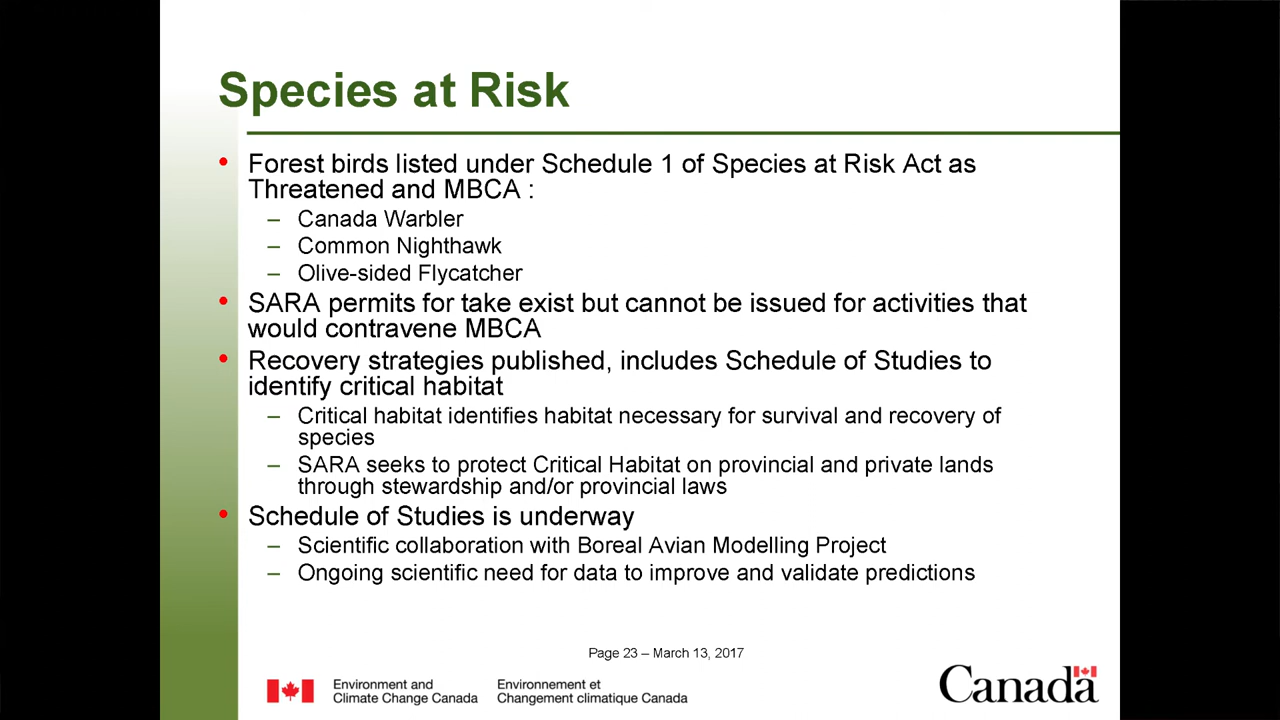 Species at Risk
• Forest birds listed under Schedule 1 of Species at Risk Act as
Threatened and MBCA :
– Canada Warbler
– Common Nighthawk
– Olive-sided Flycatcher
• SARA permits for take exist but cannot be issued for activities that
would contravene MBCA
• Recovery strategies published, includes Schedule of Studies to
identify critical habitat
– Critical habitat identifies habitat necessary for survival and recovery of
species
– SARA seeks to protect Critical Habitat on provincial and private lands
through stewardship and/or provincial laws
• Schedule of Studies is underway
– Scientific collaboration with Boreal Avian Modelling Project
– Ongoing scientific need for data to improve and validate predictions
Page 23 – March 13, 2017
Environment and
Climate Change Canada
Environnement et
Changement climatique Canada
Canada